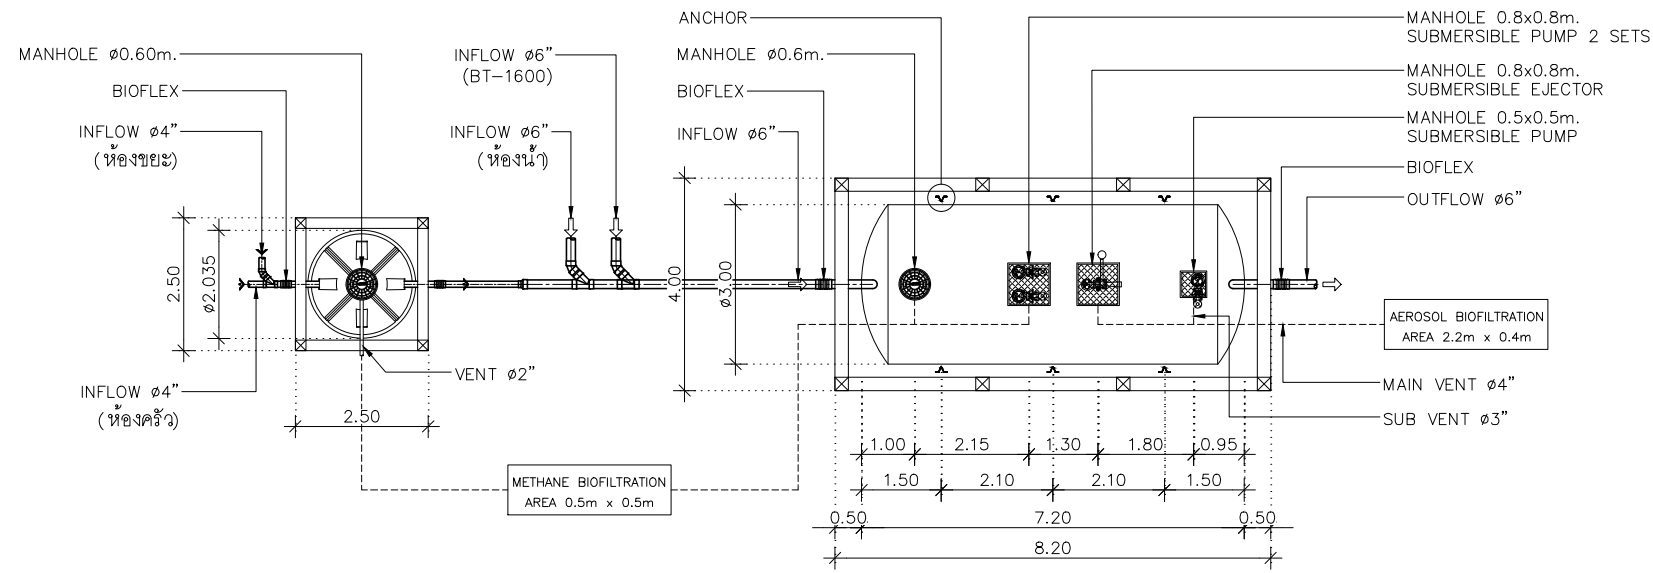 ANCHOR
MANHOLE 0.8x0.8m.
SUBMERSIBLE PUMP 2 SETS
MANHOLE ø0.60m.
INFLOW ø6"
(BT-1600)
MANHOLE ø0.6m.
MANHOLE 0.8x0.8m.
SUBMERSIBLE EJECTOR
BIOFLEX
BIOFLEX
INFLOW ø4"
(ห้องขยะ)
INFLOW ø6"
(ห้องน้ำ)
INFLOW ø6"
MANHOLE 0.5x0.5m.
SUBMERSIBLE PUMP
BIOFLEX
OUTFLOW ø6"
2.50
ø2.035
4.00
ø3.00
AEROSOL BIOFILTRATION
AREA 2.2m x 0.4m
VENT ø2"
MAIN VENT ø4"
INFLOW ø4"
(ห้องครัว)
2.50
SUB VENT ø3"
1.00
2.15
1.30
1.80
0.95
METHANE BIOFILTRATION
AREA 0.5m x 0.5m
1.50
2.10
2.10
1.50
0.50
7.20
0.50
8.20